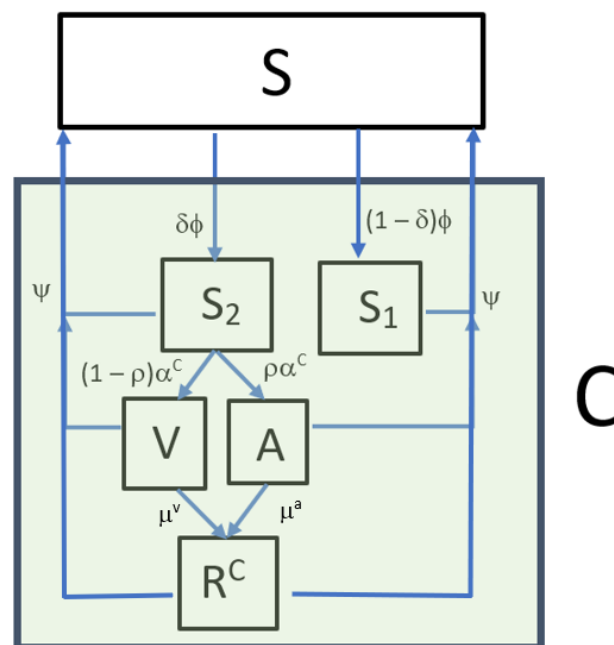 S
δϕ
(1 – δ)ϕ
ψ
S₂
S₁
ψ
(1 – ρ)αᶜ
ραᶜ
C
V
A
μᵛ
μᵃ
Rᶜ